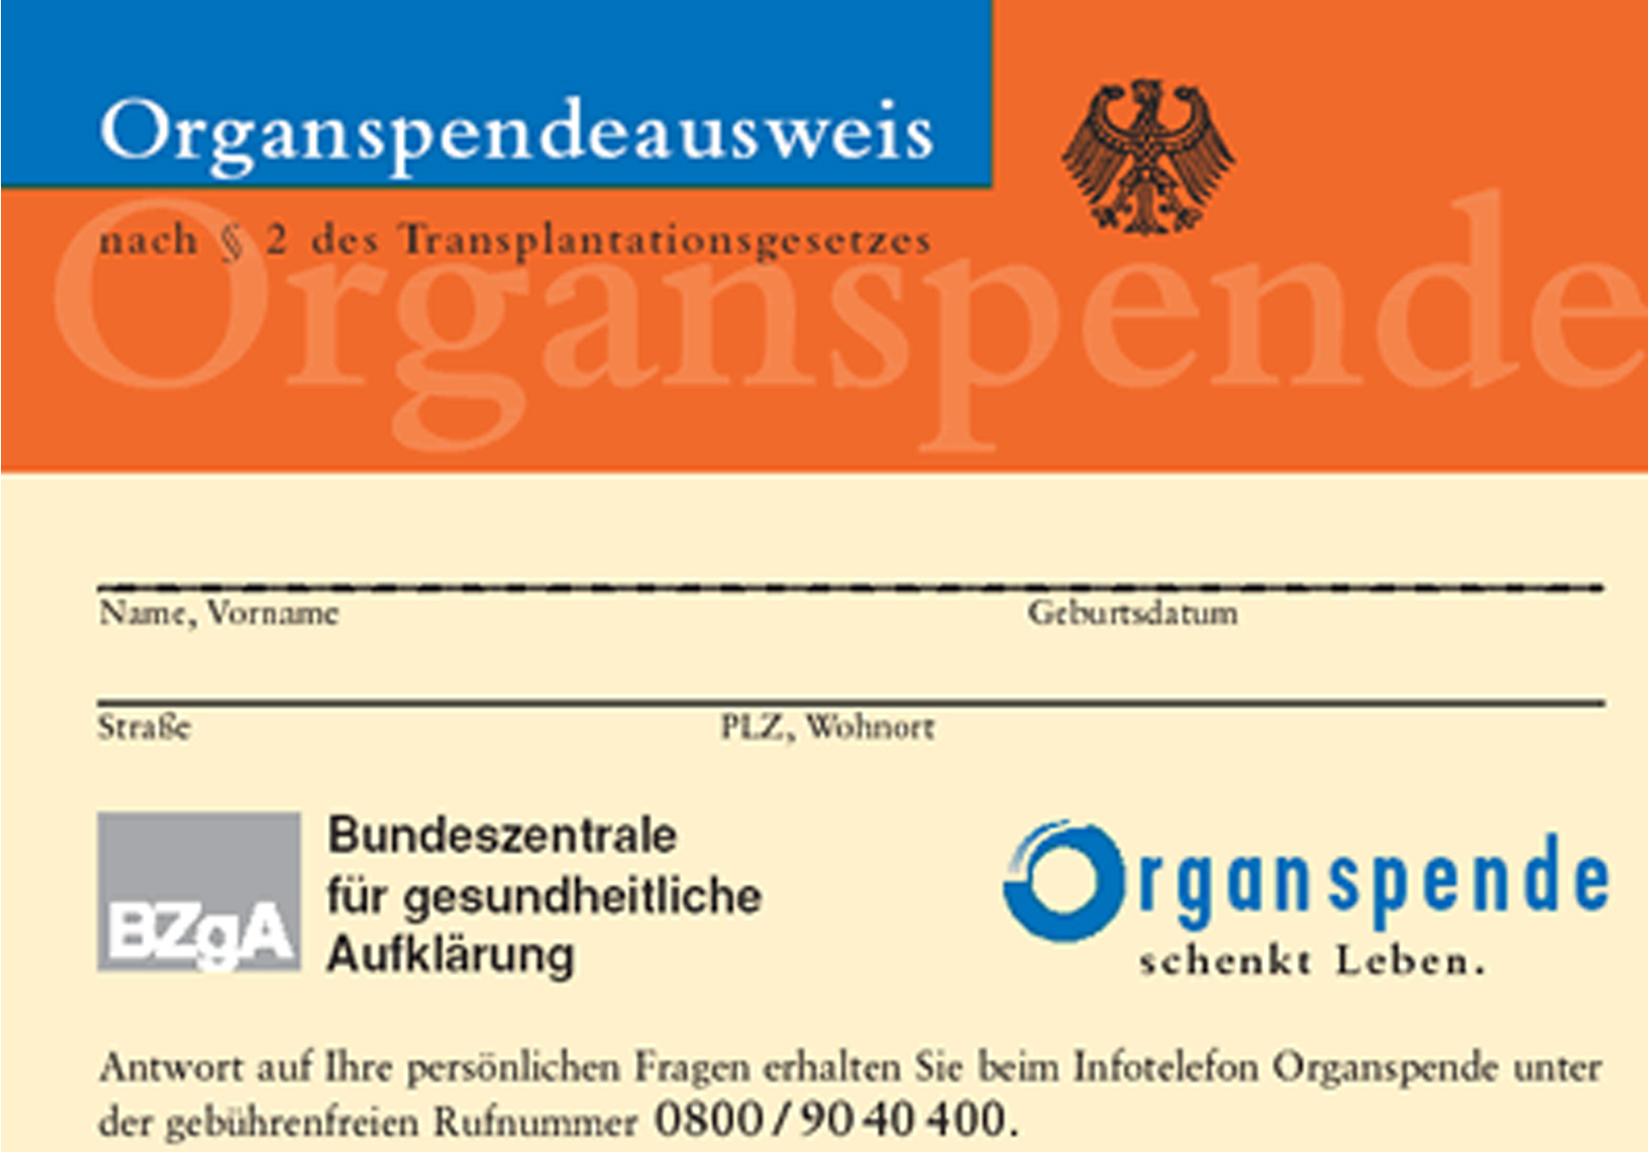 Organspendeausweis
nach § 2 des Transplantationsgesetzes
Organspende
Name, Vorname Geburtsdatum
Straße PLZ, Wohnort
BZgA
Bundeszentrale
für gesundheitliche
Aufklärung
Organspende
schenkt Leben.
Antwort auf Ihre persönlichen Fragen erhalten Sie beim Infotelefon Organspende unter
der gebührenfreien Rufnummer 0800 / 90 40 400.